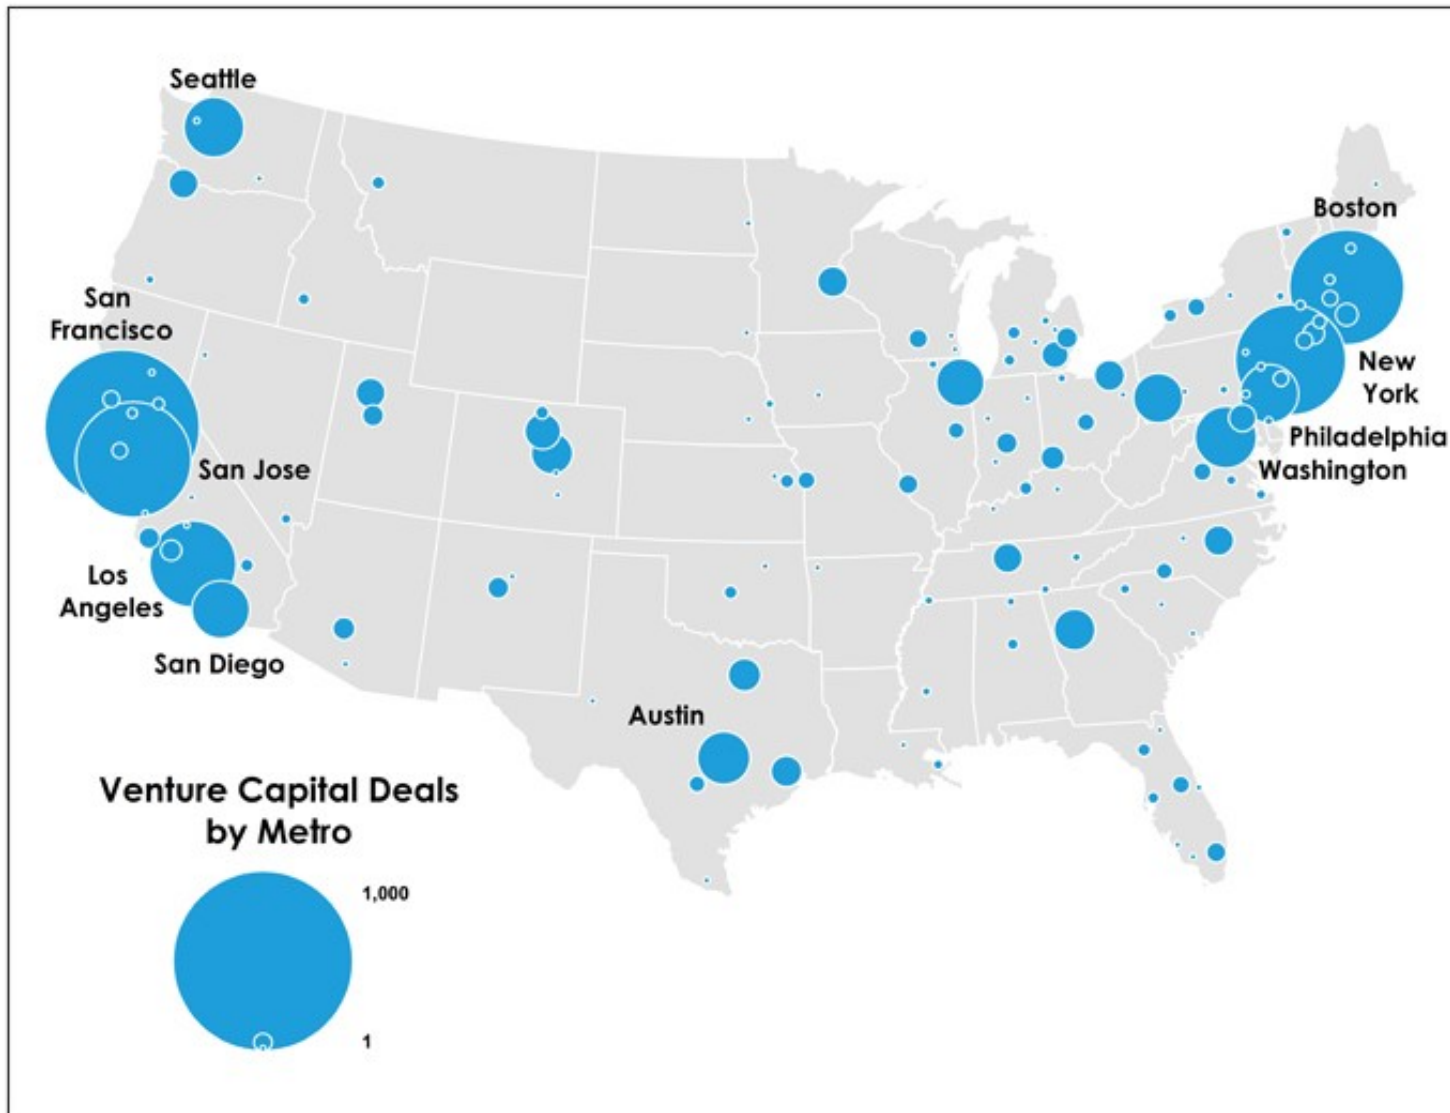 Seattle
Boston
San
Francisco
New
York
Philadelphia
San Jose
Washington
Los
Angeles
San Diego
Austin
Venture Capital Deals
by Metro
1,000
1